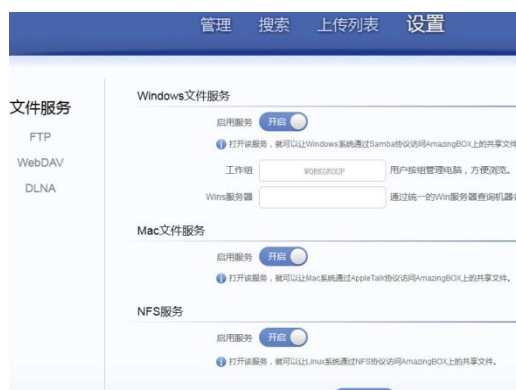 管理 搜索 上传列表 设置
文件服务
FTP
WebDAV
DLNA
Windows文件服务
启用服务 开启
打开该服务，就可以让Windows系统通过Samba协议访问AmazingBOX上的共享文件
工作组 WORKGROUP 用户按组管理电脑，方便浏览。
Wins服务器 通过统一的Win服务器查询机器名
Mac文件服务
启用服务 开启
打开该服务，就可以让Mac系统通过AppleTalk协议访问AmazingBOX上的共享文件。
NFS服务
启用服务 开启
打开该服务，就可以让Linux系统通过NFS协议访问AmazingBOX上的共享文件。